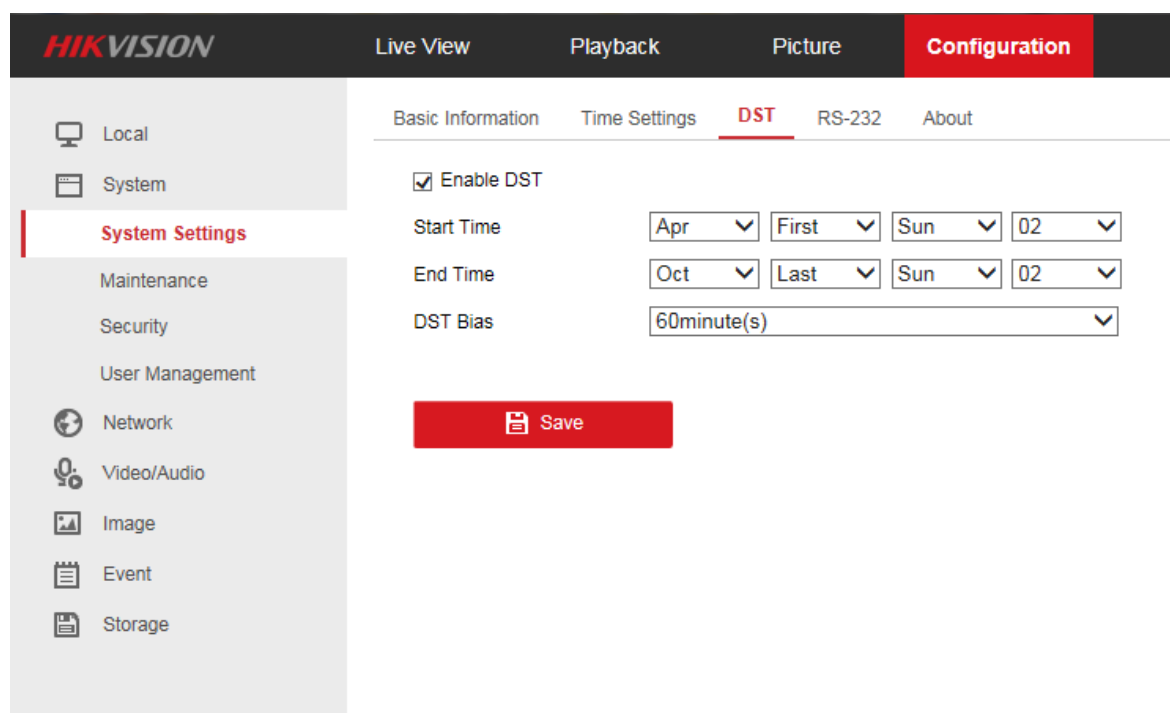 HIKVISION Live View Playback Picture Configuration
Basic Information Time Settings DST RS-232 About
Local
System
System Settings
Maintenance
Security
User Management
Network
Video/Audio
Image
Event
Storage
Enable DST
Start Time Apr First Sun 02
End Time Oct Last Sun 02
DST Bias 60minute(s)
Save